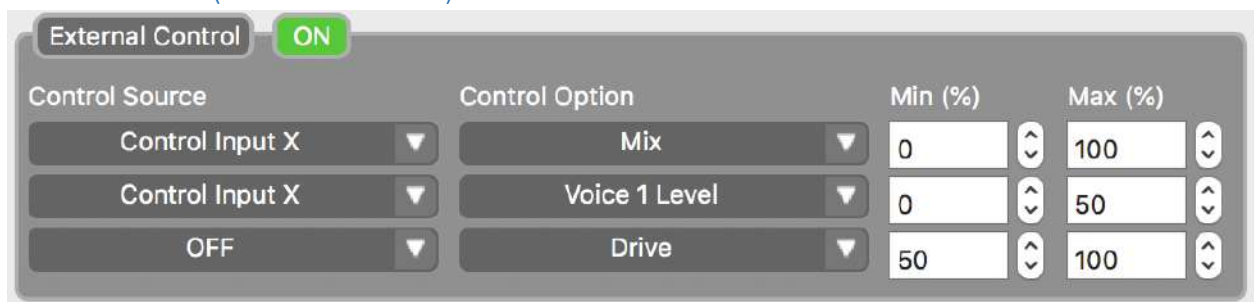 External Control ON
Control Source Control Option Min (%) Max (%)
Control Input X Mix 0 100
Control Input X Voice 1 Level 0 50
OFF Drive 50 100